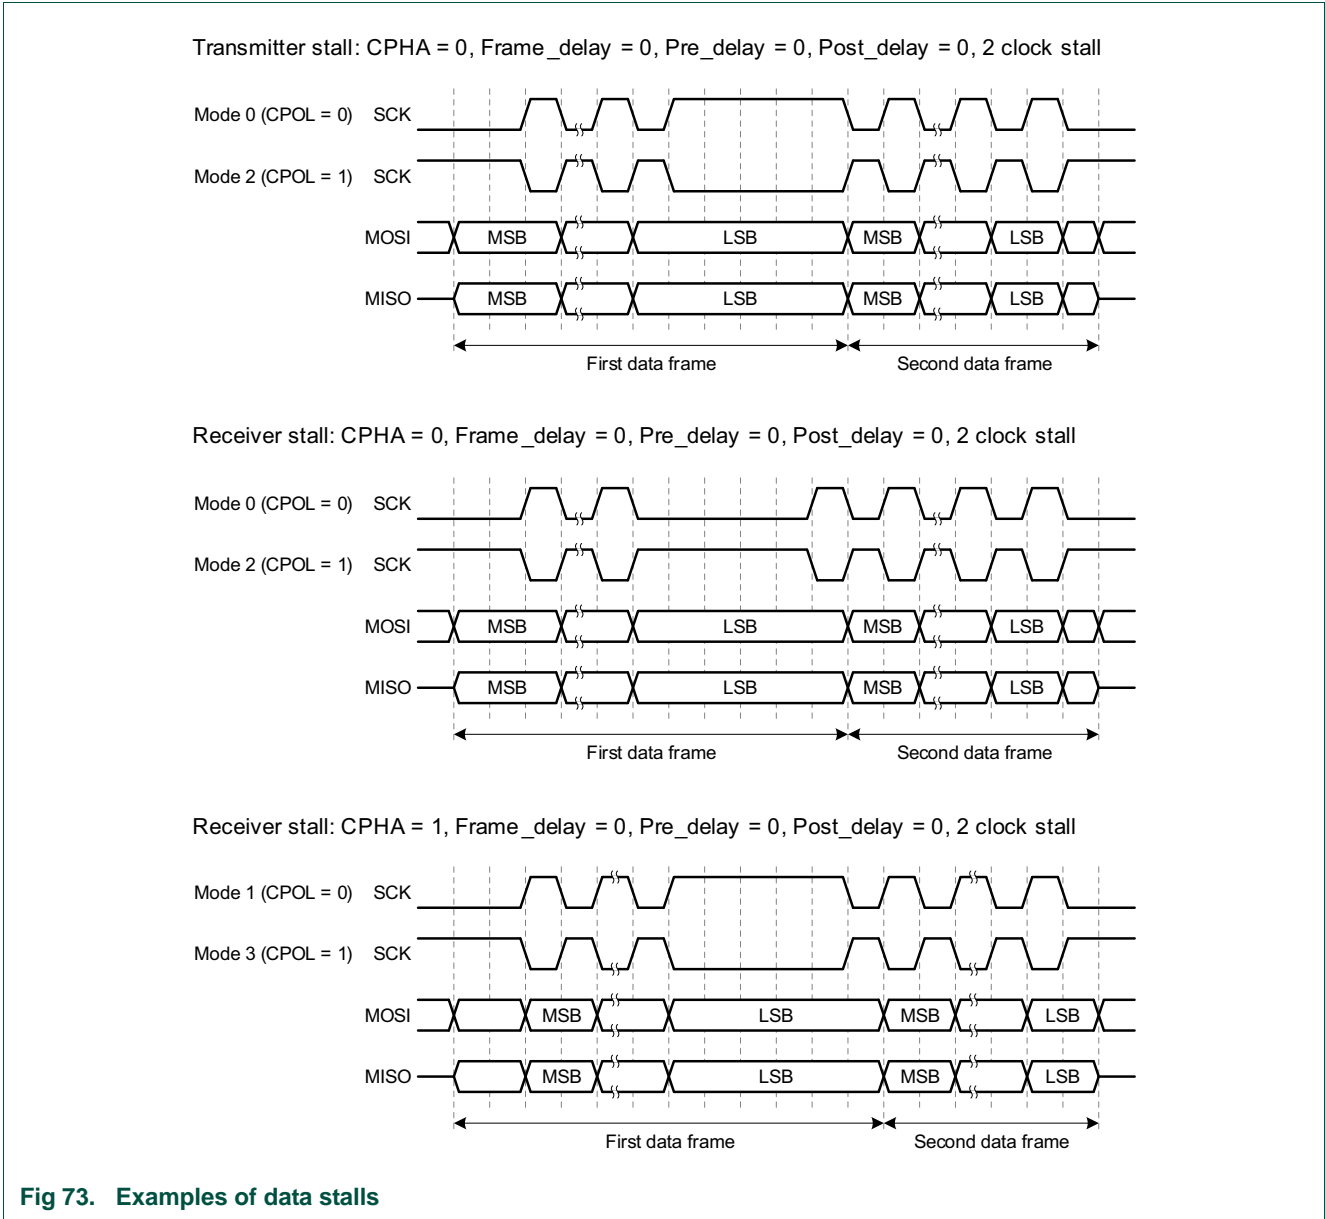 Transmitter stall: CPHA = 0, Frame_delay = 0, Pre_delay = 0, Post_delay = 0, 2 clock stall
Mode 0 (CPOL = 0) SCK
Mode 2 (CPOL = 1) SCK
MOSI MSB LSB MSB LSB
MISO MSB LSB MSB LSB
First data frame Second data frame
Receiver stall: CPHA = 0, Frame_delay = 0, Pre_delay = 0, Post_delay = 0, 2 clock stall
Mode 0 (CPOL = 0) SCK
Mode 2 (CPOL = 1) SCK
MOSI MSB LSB MSB LSB
MISO MSB LSB MSB LSB
First data frame Second data frame
Receiver stall: CPHA = 1, Frame_delay = 0, Pre_delay = 0, Post_delay = 0, 2 clock stall
Mode 1 (CPOL = 0) SCK
Mode 3 (CPOL = 1) SCK
MOSI MSB LSB MSB LSB
MISO MSB LSB MSB LSB
First data frame Second data frame
Fig 73. Examples of data stalls